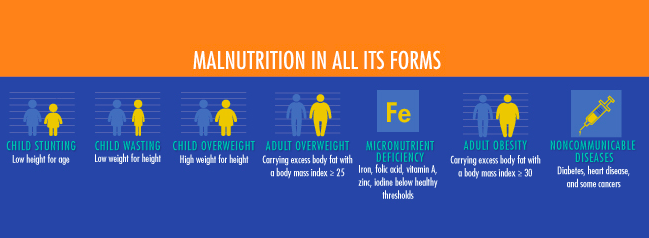 MALNUTRITION IN ALL ITS FORMS
CHILD STUNTING
Low height for age
CHILD WASTING
Low weight for height
CHILD OVERWEIGHT
High weight for height
ADULT OVERWEIGHT
Carrying excess body fat with
a body mass index ≥ 25
Fe
MICRONUTRIENT
DEFICIENCY
Iron, folic acid, vitamin A,
zinc, iodine below healthy
thresholds
ADULT OBESITY
Carrying excess body fat with
a body mass index ≥ 30
NONCOMMUNICABLE
DISEASES
Diabetes, heart disease,
and some cancers